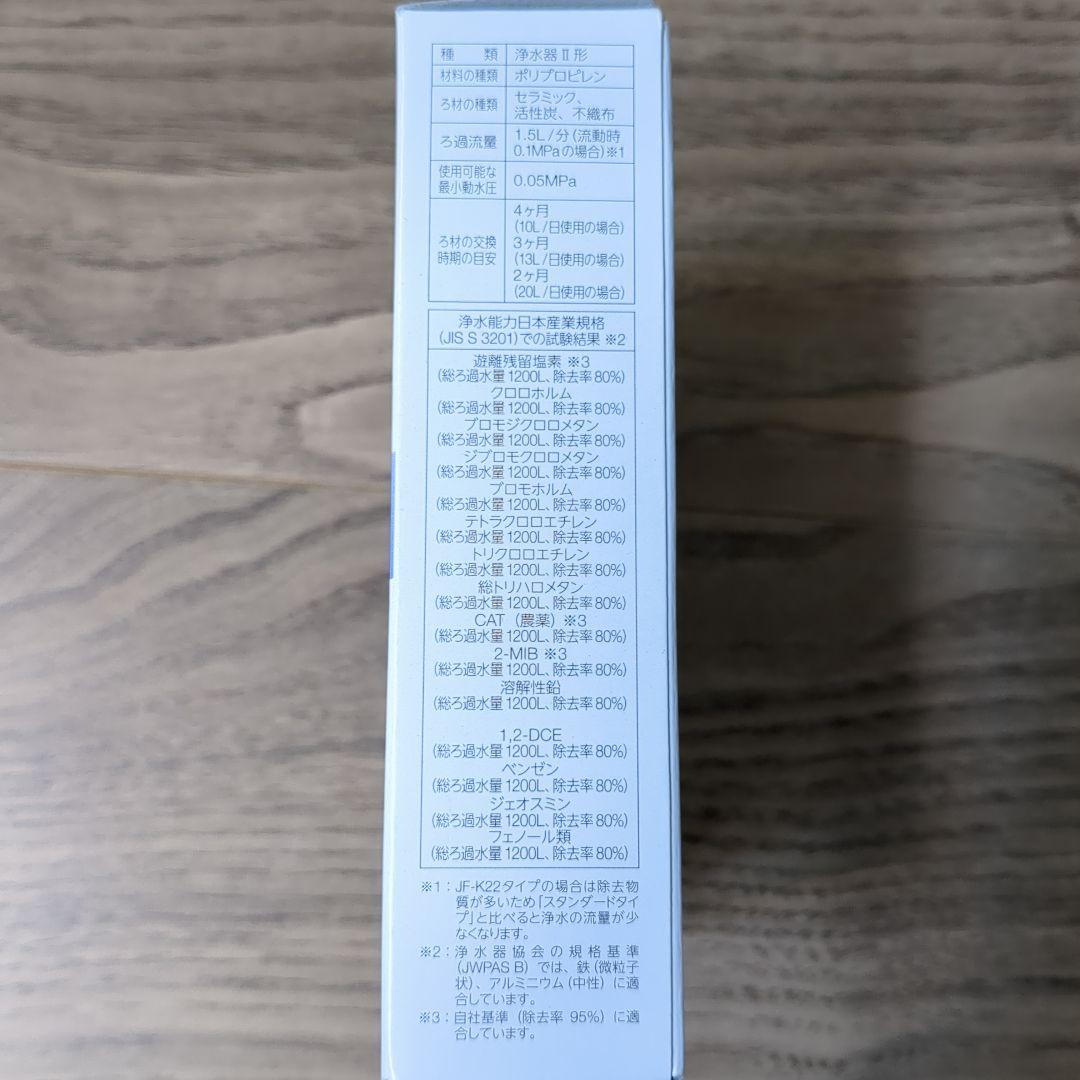 種類 浄水器Ⅱ形
材料の種類 ポリプロピレン
ろ材の種類 セラミック、
活性炭、不織布
ろ過流量 1.5L/分(流動時
0.1MPaの場合)※1
使用可能な
最小動水圧 0.05MPa
ろ材の交換
時期の目安
4ヶ月
(10L/日使用の場合)
3ヶ月
(13L/日使用の場合)
2ヶ月
(20L/日使用の場合)
浄水能力日本産業規格
(JIS S 3201)での試験結果 ※2
遊離残留塩素 ※3
(総ろ過水量1200L、除去率80%)
クロロホルム
(総ろ過水量1200L、除去率80%)
ブロモジクロロメタン
(総ろ過水量1200L、除去率80%)
ジブロモクロロメタン
(総ろ過水量1200L、除去率80%)
ブロモホルム
(総ろ過水量1200L、除去率80%)
テトラクロロエチレン
(総ろ過水量1200L、除去率80%)
トリクロロエチレン
(総ろ過水量1200L、除去率80%)
総トリハロメタン
(総ろ過水量1200L、除去率80%)
CAT(農薬)※3
(総ろ過水量1200L、除去率80%)
2-MIB ※3
(総ろ過水量1200L、除去率80%)
溶解性鉛
(総ろ過水量1200L、除去率80%)
1,2-DCE
(総ろ過水量1200L、除去率80%)
ベンゼン
(総ろ過水量1200L、除去率80%)
ジェオスミン
(総ろ過水量1200L、除去率80%)
フェノール類
(総ろ過水量1200L、除去率80%)
※1:JF-K22タイプの場合は除去物
質が多いため「スタンダードタイ
プ」と比べると浄水の流量が少
なくなります。
※2:浄水器協会の規格基準
(JWPAS B)では、鉄(微粒子
状)、アルミニウム(中性)に適
合しています。
※3:自社基準(除去率 95%)に適
合しています。